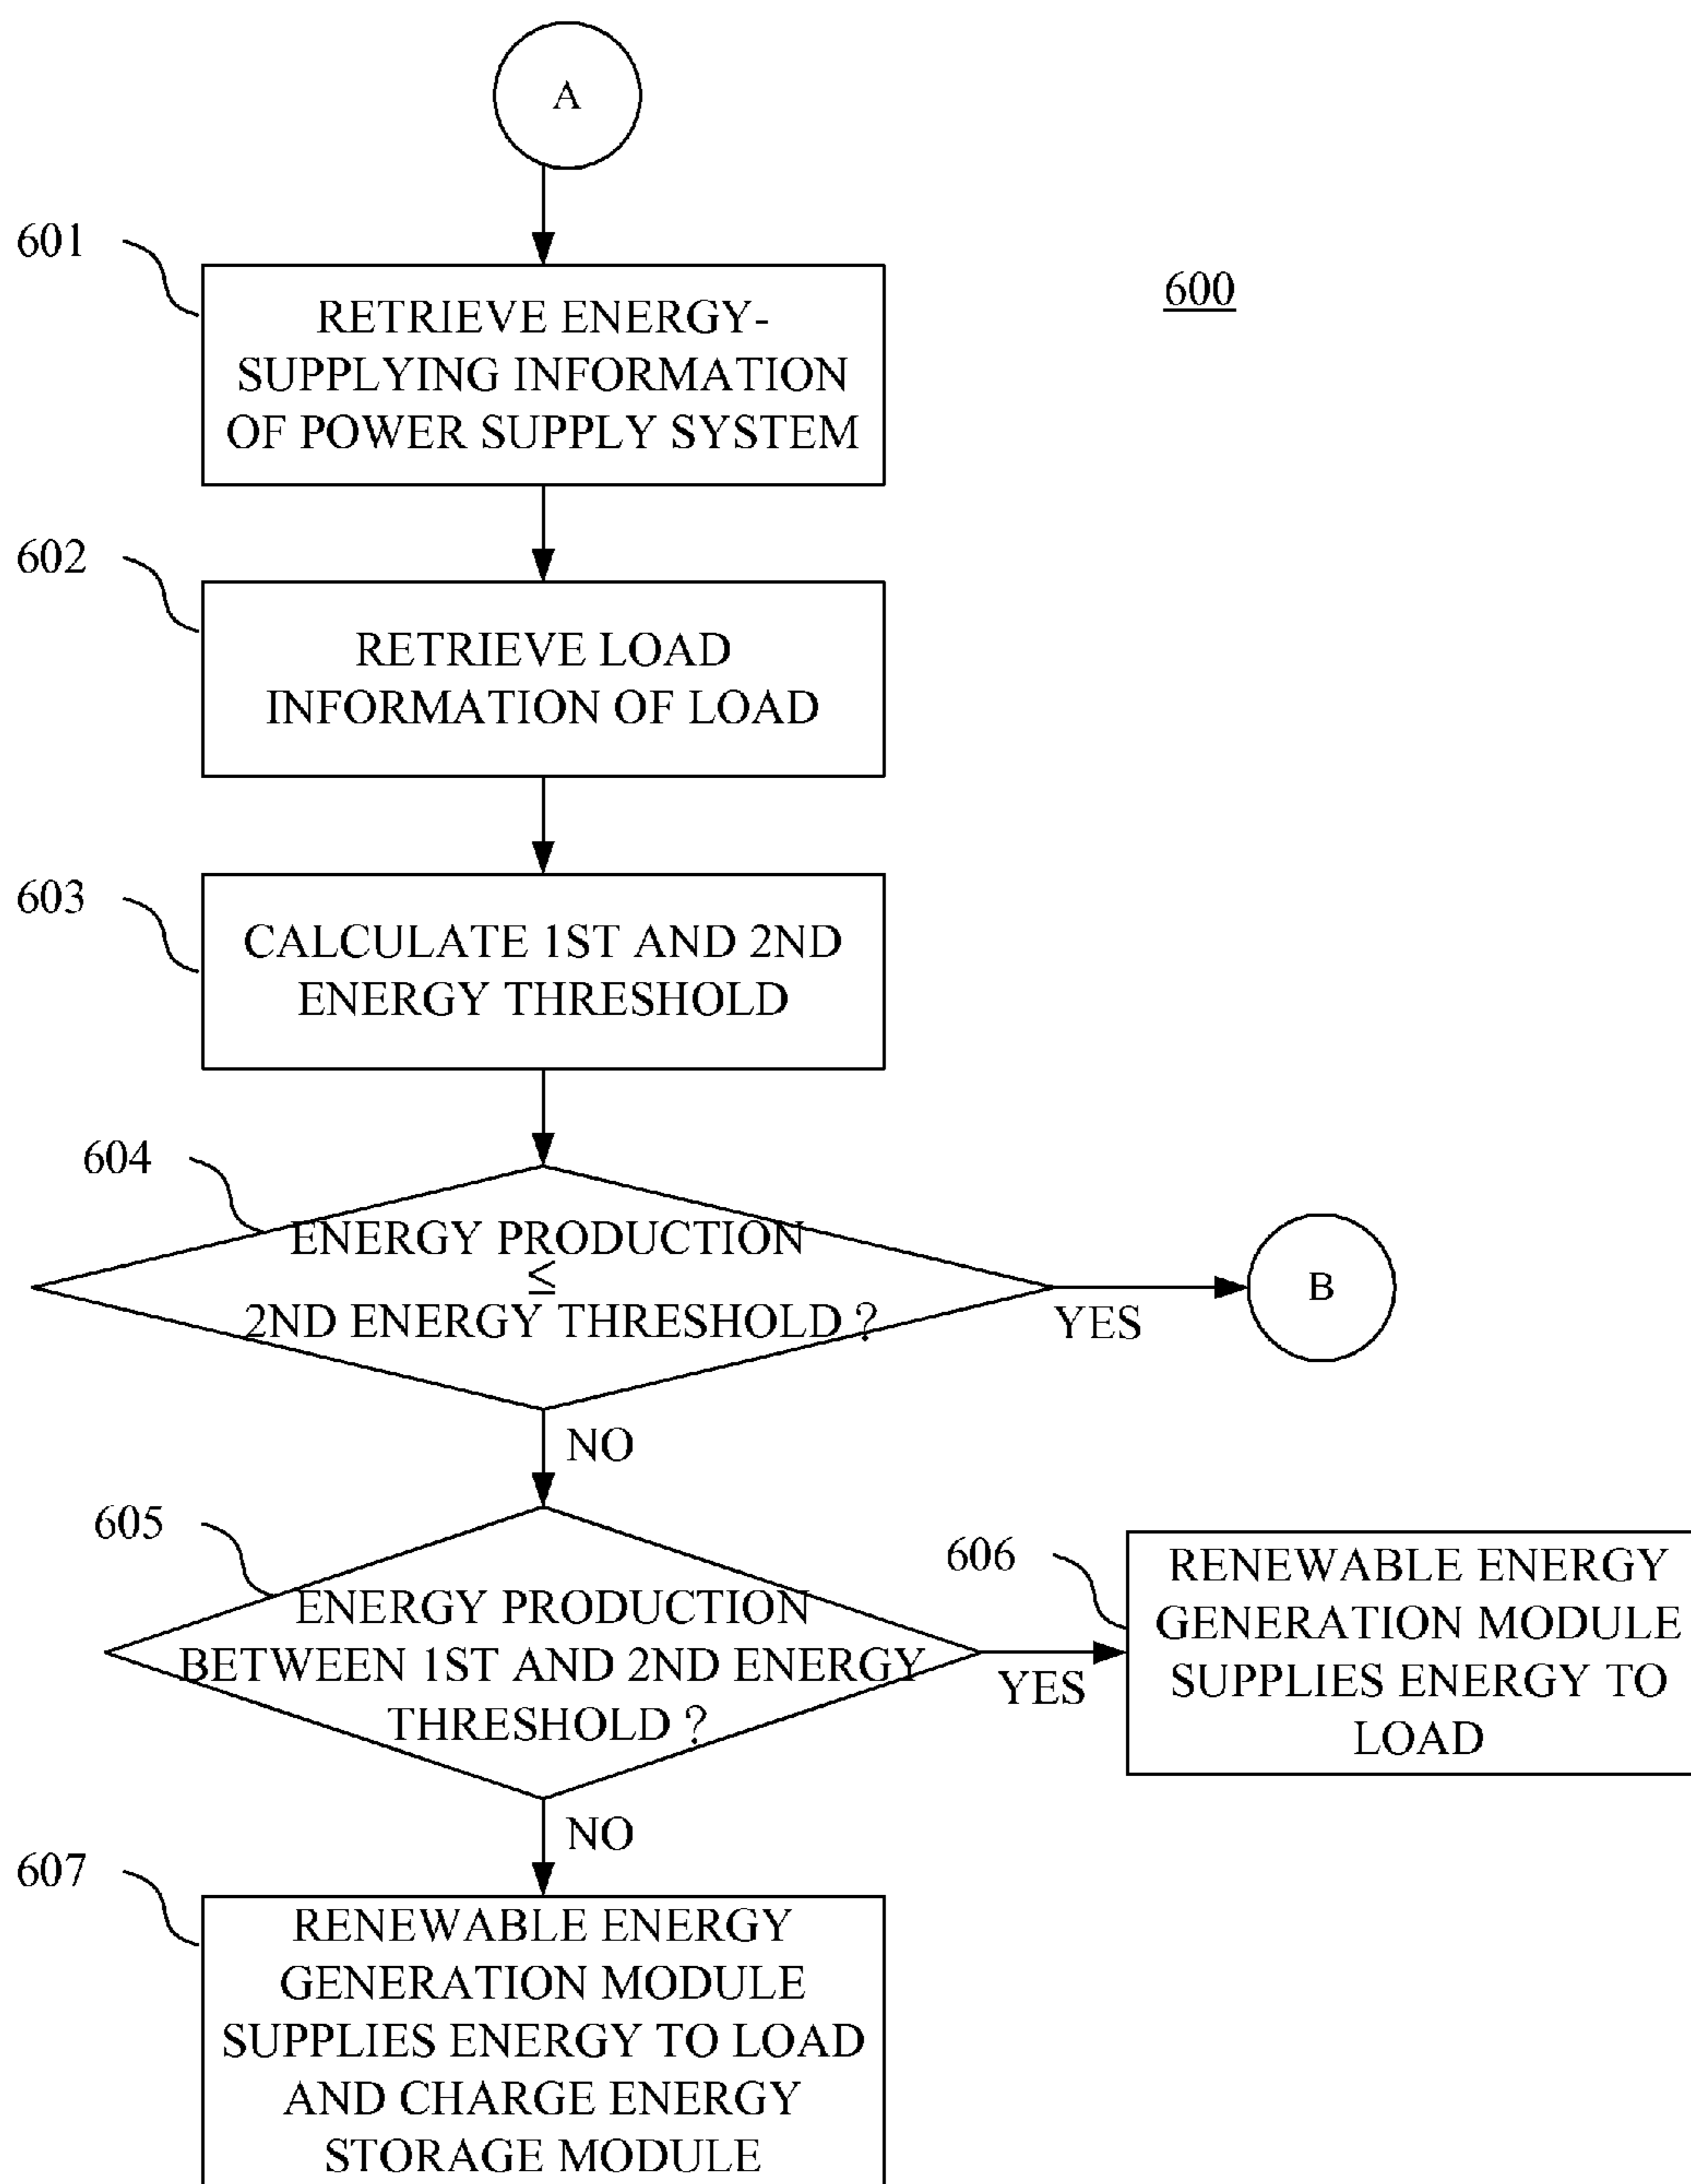 A
601
600
RETRIEVE ENERGY-
SUPPLYING INFORMATION
OF POWER SUPPLY SYSTEM
602
RETRIEVE LOAD
INFORMATION OF LOAD
603
CALCULATE 1ST AND 2ND
ENERGY THRESHOLD
604
ENERGY PRODUCTION
≤
2ND ENERGY THRESHOLD ?
YES
B
NO
605
ENERGY PRODUCTION
BETWEEN 1ST AND 2ND ENERGY
THRESHOLD ?
YES
606
RENEWABLE ENERGY
GENERATION MODULE
SUPPLIES ENERGY TO
LOAD
NO
607
RENEWABLE ENERGY
GENERATION MODULE
SUPPLIES ENERGY TO LOAD
AND CHARGE ENERGY
STORAGE MODULE